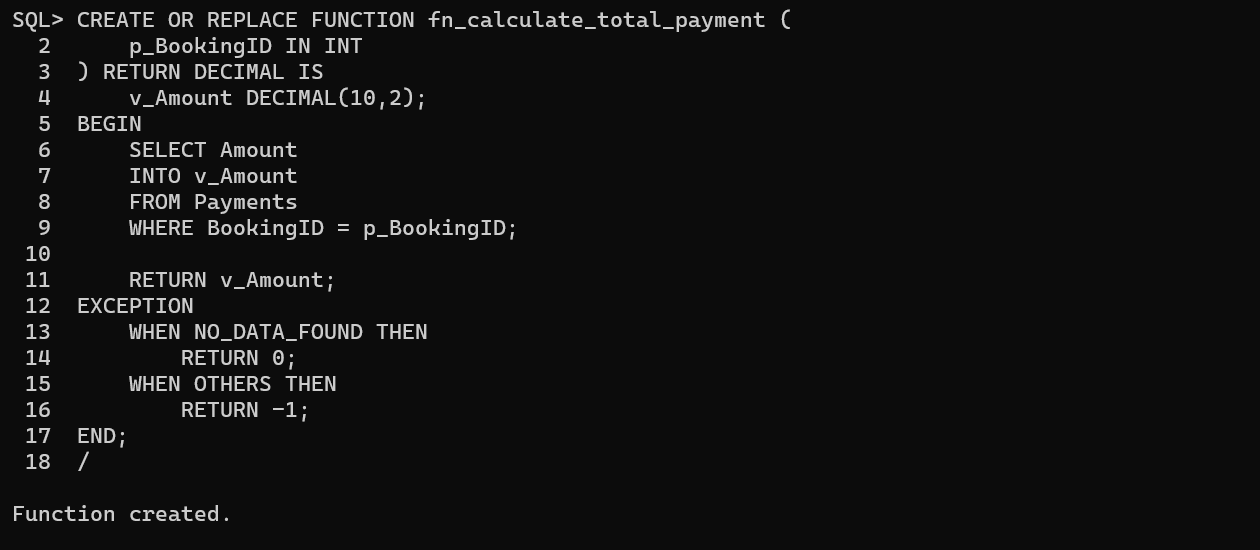 SQL> CREATE OR REPLACE FUNCTION fn_calculate_total_payment (
  2      p_BookingID IN INT
  3  ) RETURN DECIMAL IS
  4      v_Amount DECIMAL(10,2);
  5  BEGIN
  6      SELECT Amount
  7      INTO v_Amount
  8      FROM Payments
  9      WHERE BookingID = p_BookingID;
 10
 11      RETURN v_Amount;
 12  EXCEPTION
 13      WHEN NO_DATA_FOUND THEN
 14          RETURN 0;
 15      WHEN OTHERS THEN
 16          RETURN -1;
 17  END;
 18  /

Function created.